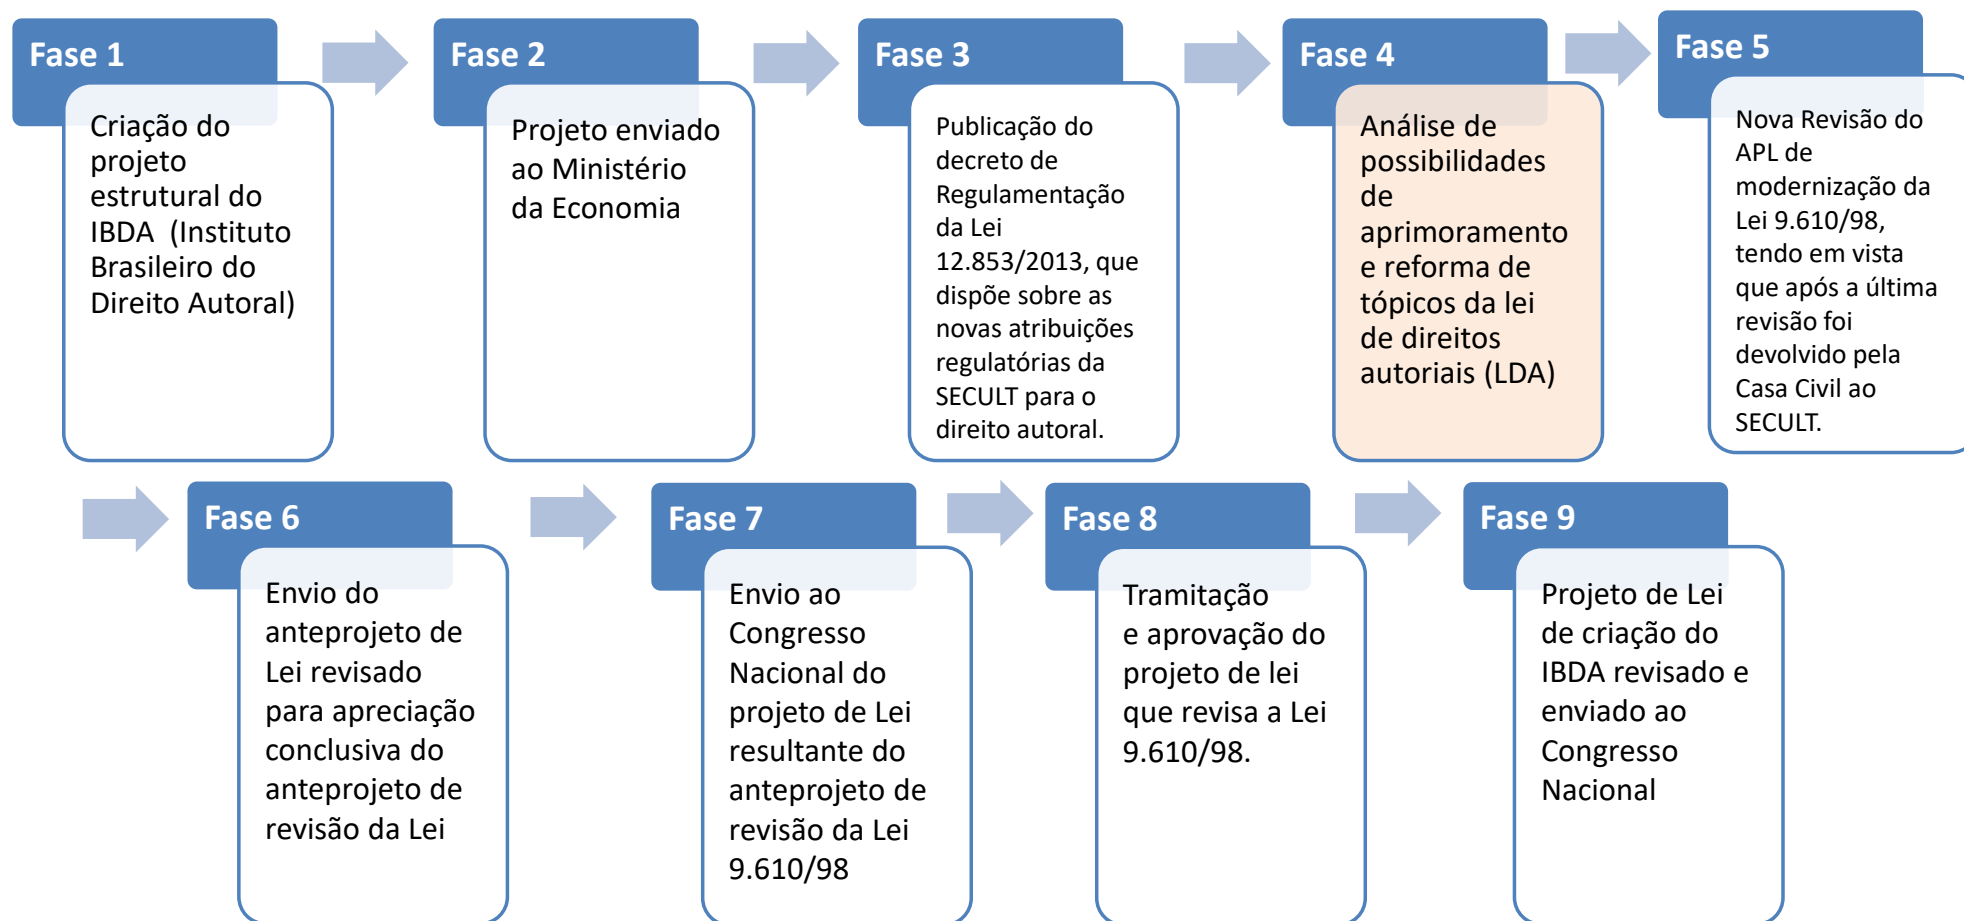 Fase 1
Criação do
projeto
estrutural do
IBDA (Instituto
Brasileiro do
Direito Autoral)
Fase 2
Projeto enviado
ao Ministério
da Economia
Fase 3
Publicação do
decreto de
Regulamentação
da Lei
12.853/2013, que
dispõe sobre as
novas atribuições
regulatórias da
SECULT para o
direito autoral.
Fase 4
Análise de
possibilidades
de
aprimoramento
e reforma de
tópicos da lei
de direitos
autoriais (LDA)
Fase 5
Nova Revisão do
APL de
modernização da
Lei 9.610/98,
tendo em vista
que após a última
revisão foi
devolvido pela
Casa Civil ao
SECULT.
Fase 6
Envio do
anteprojeto de
Lei revisado
para apreciação
conclusiva do
anteprojeto de
revisão da Lei
Fase 7
Envio ao
Congresso
Nacional do
projeto de Lei
resultante do
anteprojeto de
revisão da Lei
9.610/98
Fase 8
Tramitação
e aprovação do
projeto de lei
que revisa a Lei
9.610/98.
Fase 9
Projeto de Lei
de criação do
IBDA revisado e
enviado ao
Congresso
Nacional